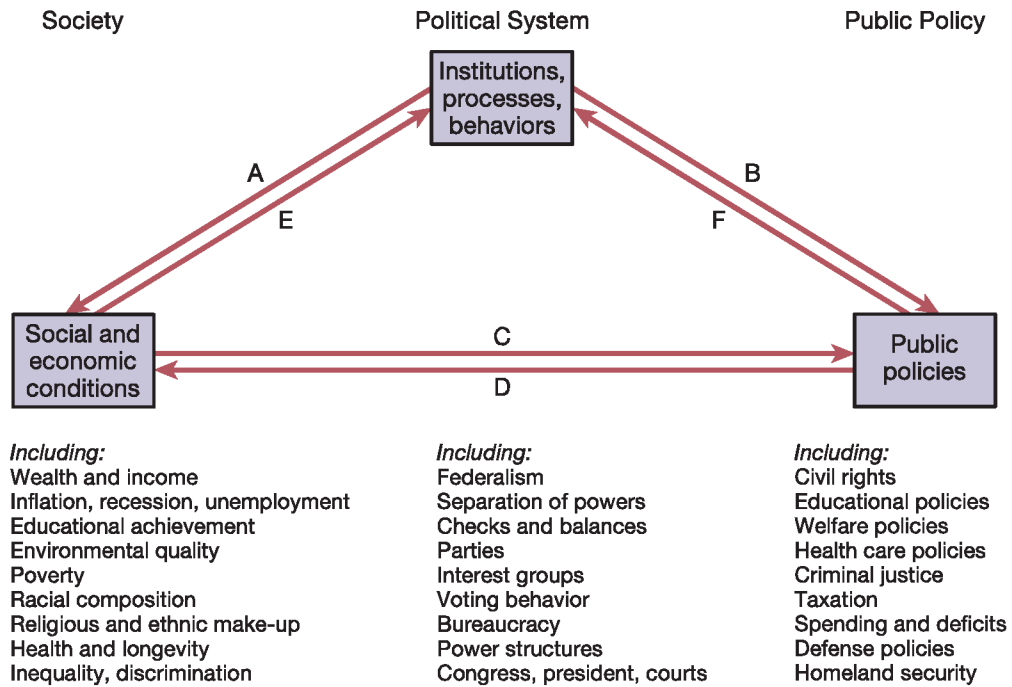 Society
Political System
Public Policy
Institutions,
processes,
behaviors
A
B
E
F
Social and
economic
conditions
C
D
Public
policies
Including:
Wealth and income
Inflation, recession, unemployment
Educational achievement
Environmental quality
Poverty
Racial composition
Religious and ethnic make-up
Health and longevity
Inequality, discrimination
Including:
Federalism
Separation of powers
Checks and balances
Parties
Interest groups
Voting behavior
Bureaucracy
Power structures
Congress, president, courts
Including:
Civil rights
Educational policies
Welfare policies
Health care policies
Criminal justice
Taxation
Spending and deficits
Defense policies
Homeland security